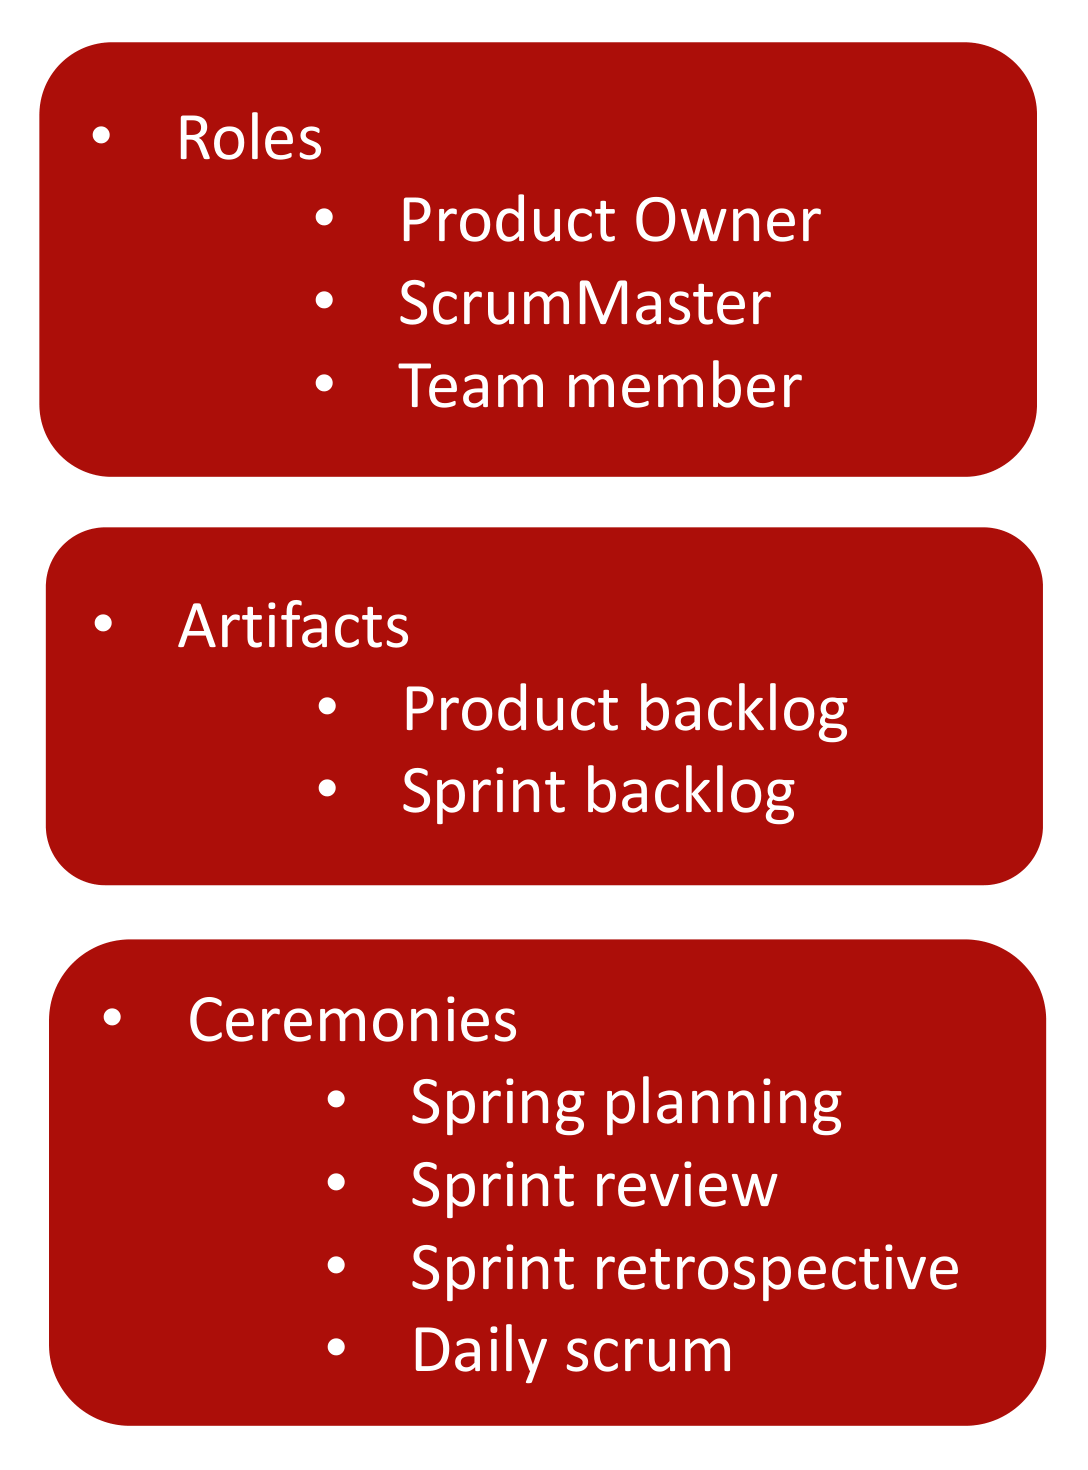 • Roles
• Product Owner
• ScrumMaster
• Team member
• Artifacts
• Product backlog
• Sprint backlog
• Ceremonies
• Spring planning
• Sprint review
• Sprint retrospective
• Daily scrum